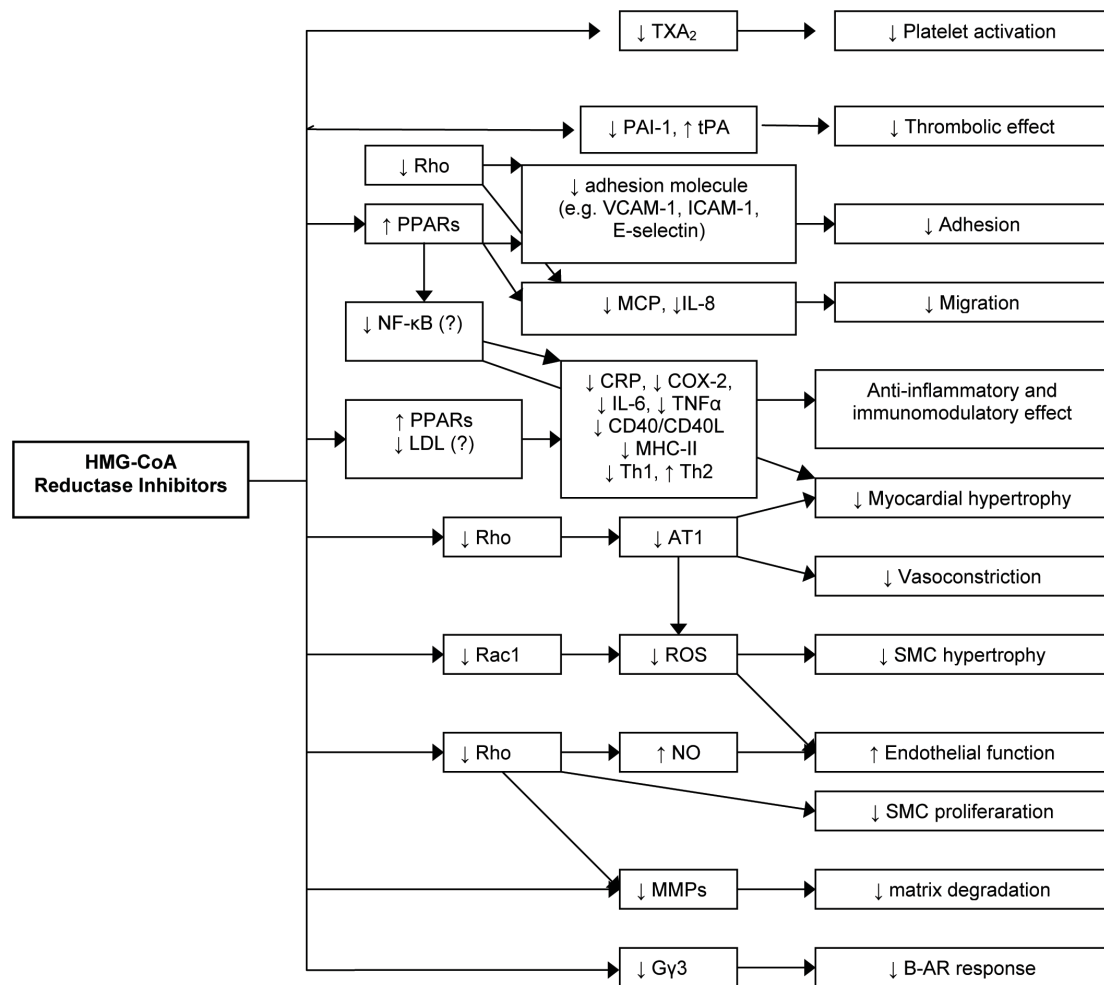 ↓ TXA₂
↓ Platelet activation
↓ PAI-1, ↑ tPA
↓ Thrombolic effect
↓ Rho
↓ adhesion molecule
(e.g. VCAM-1, ICAM-1,
E-selectin)
↑ PPARs
↓ Adhesion
↓ MCP, ↓IL-8
↓ Migration
↓ NF-κB (?)
↓ CRP, ↓ COX-2,
↓ IL-6, ↓ TNFα
↓ CD40/CD40L
↓ MHC-II
↓ Th1, ↑ Th2
Anti-inflammatory and
immunomodulatory effect
↑ PPARs
↓ LDL (?)
HMG-CoA
Reductase Inhibitors
↓ Myocardial hypertrophy
↓ Rho
↓ AT1
↓ Vasoconstriction
↓ Rac1
↓ ROS
↓ SMC hypertrophy
↓ Rho
↑ NO
↑ Endothelial function
↓ SMC proliferaration
↓ MMPs
↓ matrix degradation
↓ Gγ3
↓ B-AR response